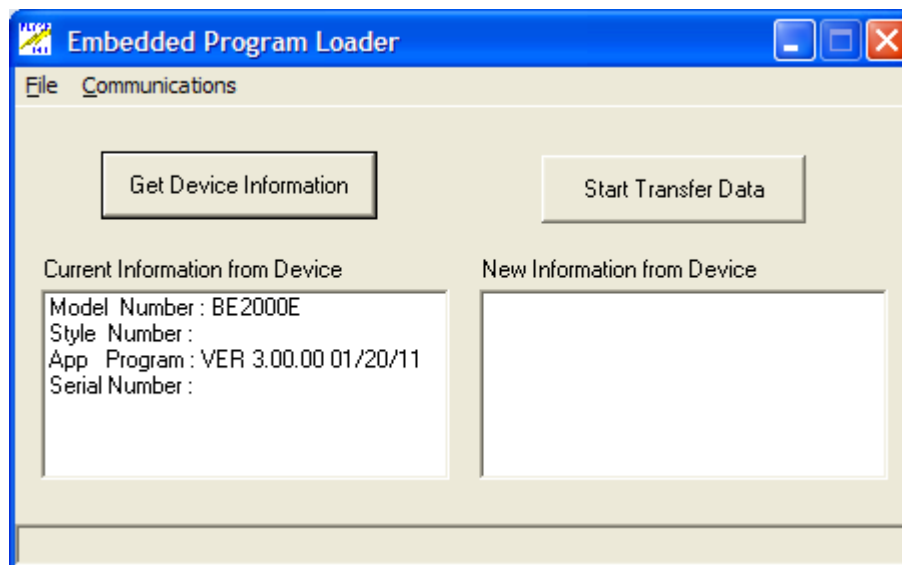 Embedded Program Loader
File Communications
Get Device Information
Start Transfer Data
Current Information from Device
New Information from Device
Model Number : BE2000E
Style Number :
App Program : VER 3.00.00 01/20/11
Serial Number :